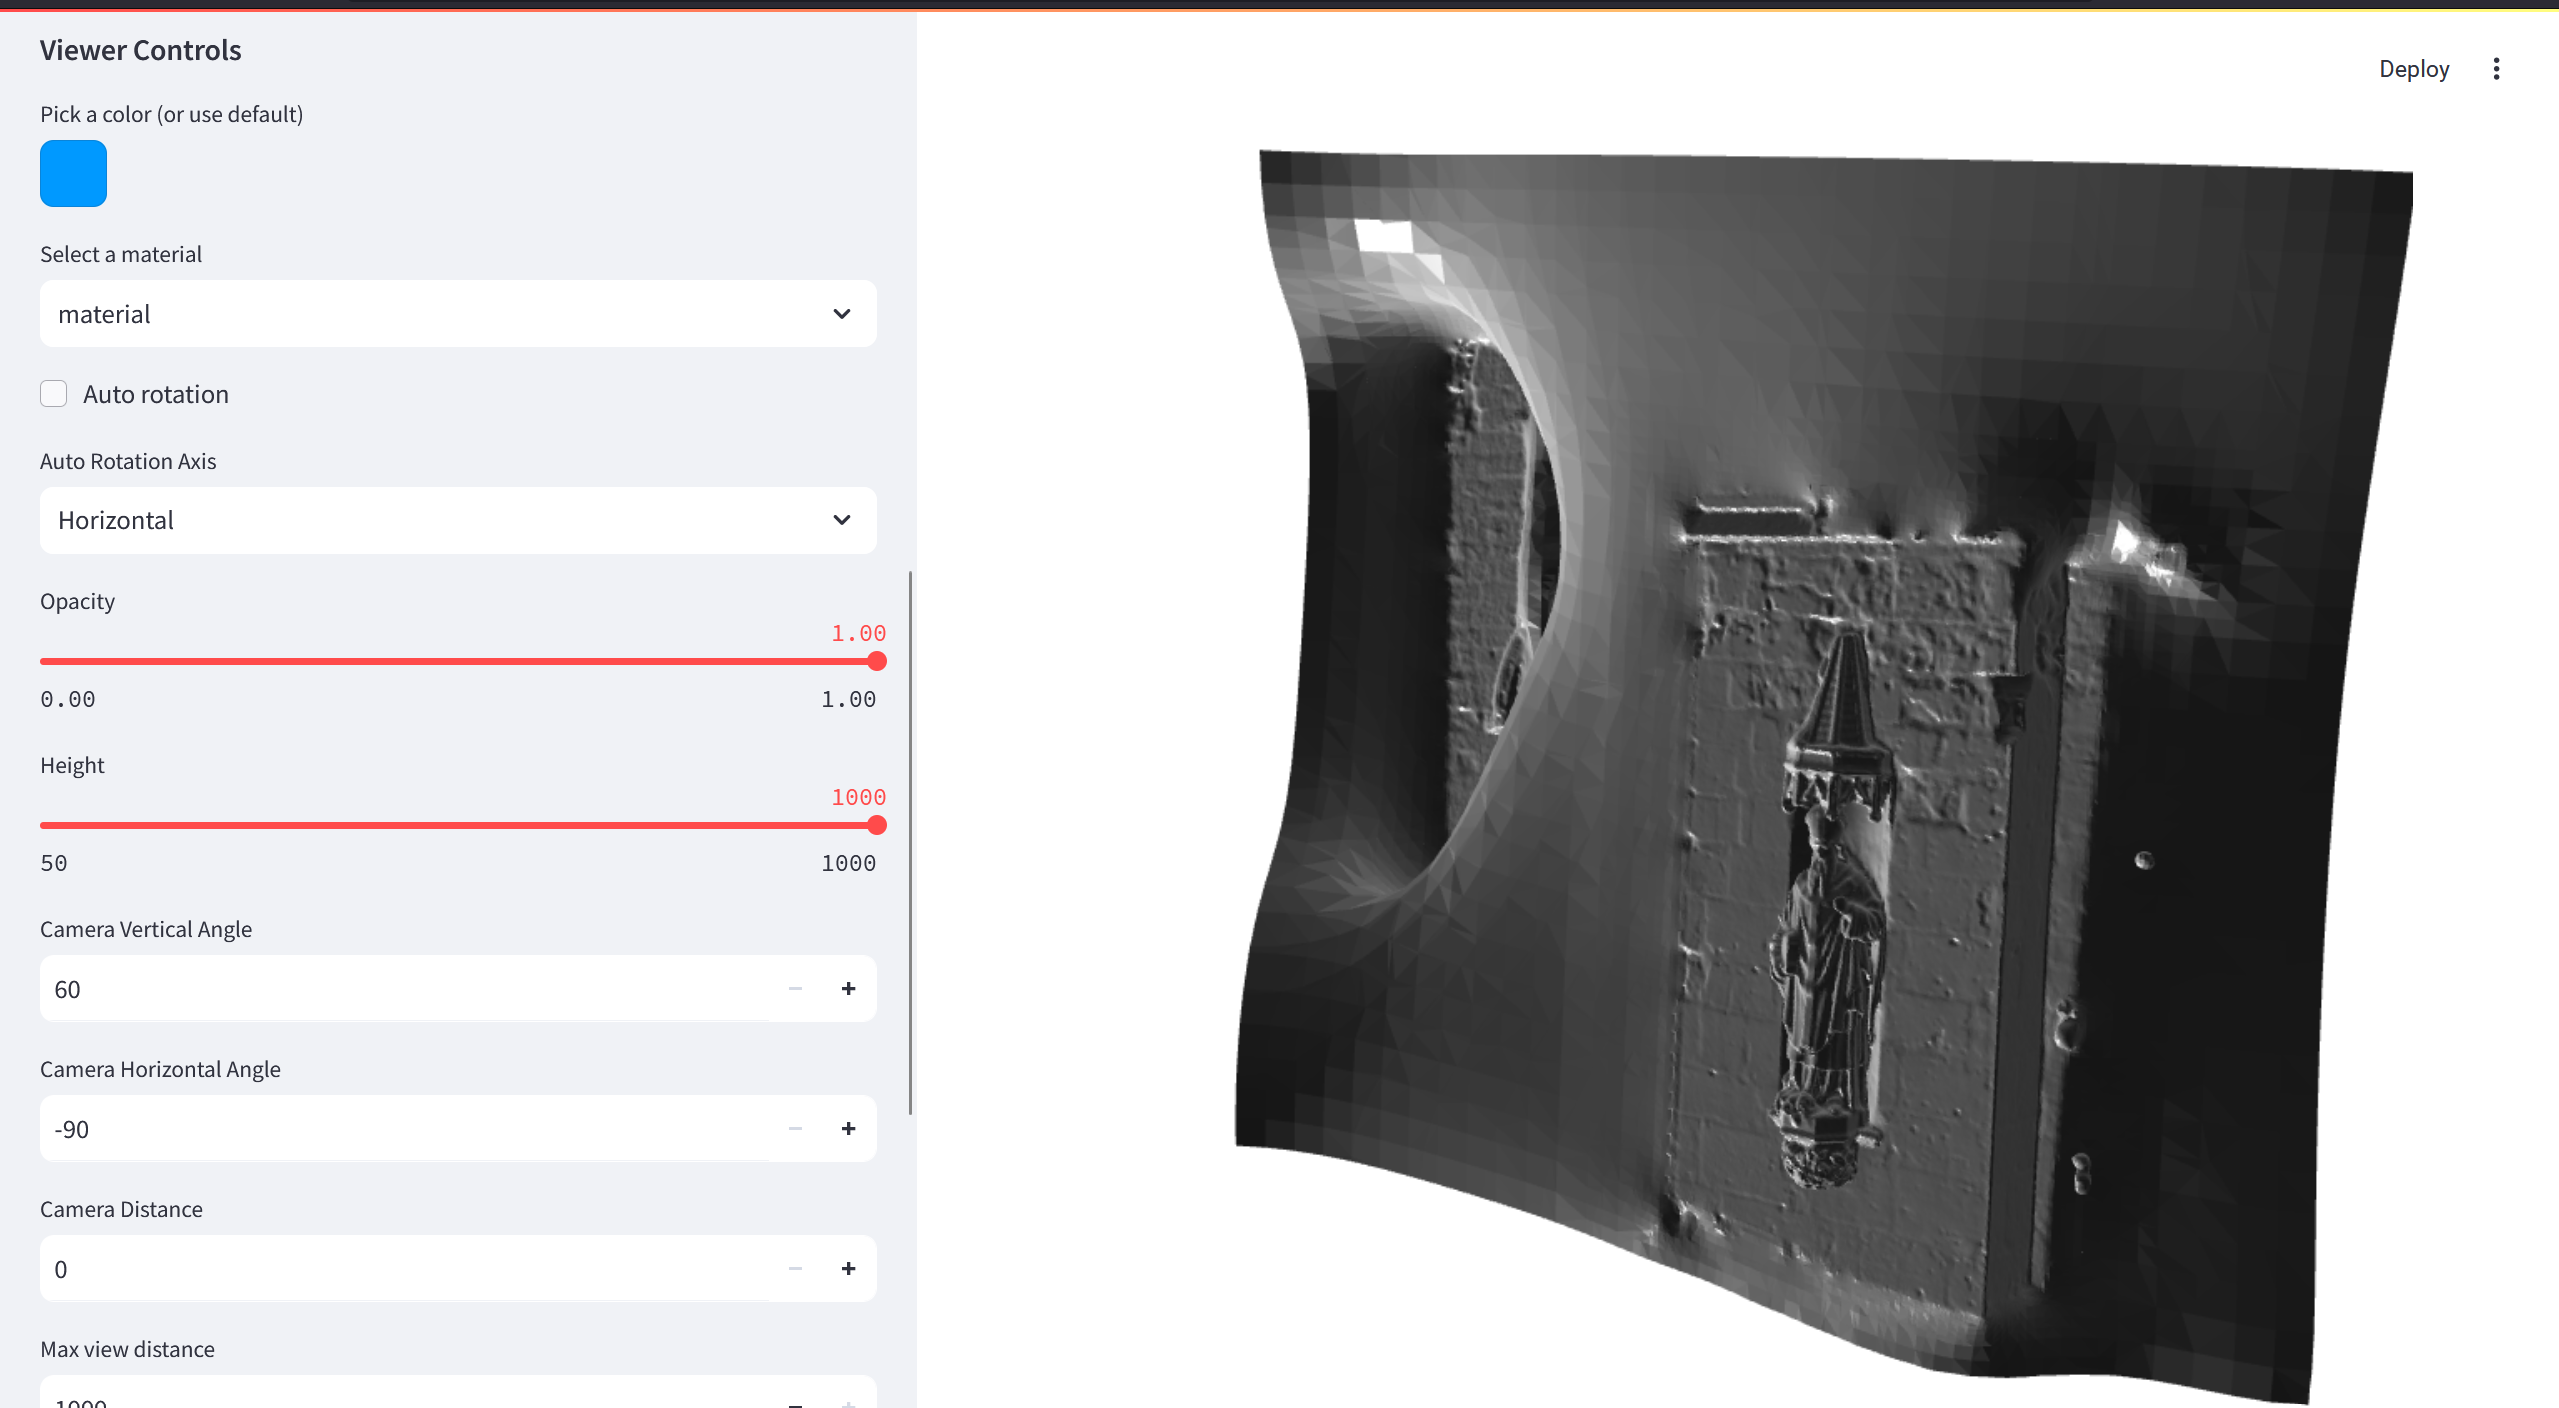 Viewer Controls
Deploy
Pick a color (or use default)
Select a material
material
Auto rotation
Auto Rotation Axis
Horizontal
Opacity
1.00
0.00 1.00
Height
1000
50 1000
Camera Vertical Angle
60
Camera Horizontal Angle
-90
Camera Distance
0
Max view distance
1000